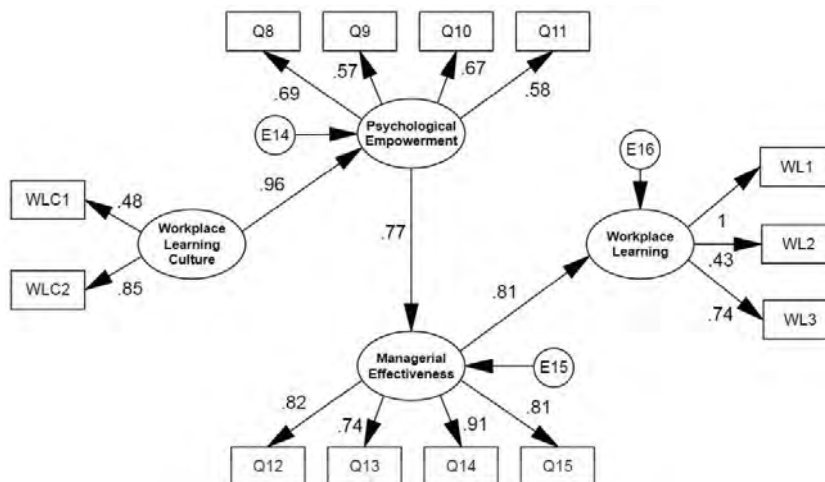 Q8
Q9
Q10
Q11
.69
.57
.67
.58
E14
Psychological
Empowerment
E16
WLC1
.48
.96
WL1
Workplace
Learning
Culture
.77
Workplace
Learning
1
WL2
.43
WLC2
.85
.81
.74
WL3
Managerial
Effectiveness
E15
.82
.74
.91
.81
Q12
Q13
Q14
Q15